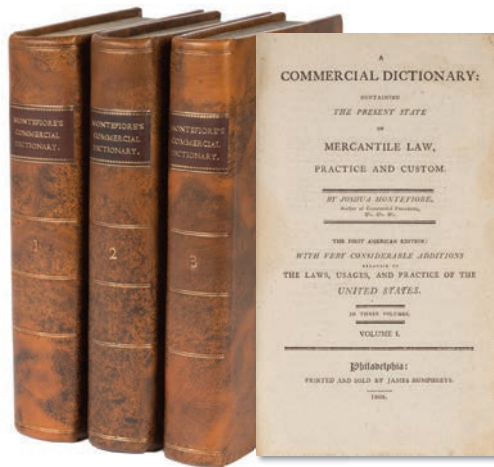 MONTEFIORE'S
COMMERCIAL
DICTIONARY.
1
MONTEFIORE'S
COMMERCIAL
DICTIONARY.
2
MONTEFIORE'S
COMMERCIAL
DICTIONARY.
3
A
COMMERCIAL DICTIONARY:
CONTAINING
THE PRESENT STATE
OF
MERCANTILE LAW,
PRACTICE AND CUSTOM.
BY JOSHUA MONTEFIORE,
Author of Commercial Precedents,
&c. &c. &c.
THE FIRST AMERICAN EDITION:
WITH VERY CONSIDERABLE ADDITIONS
RELATIVE TO
THE LAWS, USAGES, AND PRACTICE OF THE
UNITED STATES.
IN THREE VOLUMES.
VOLUME I.
Philadelphia:
PRINTED AND SOLD BY JAMES HUMPHREYS.